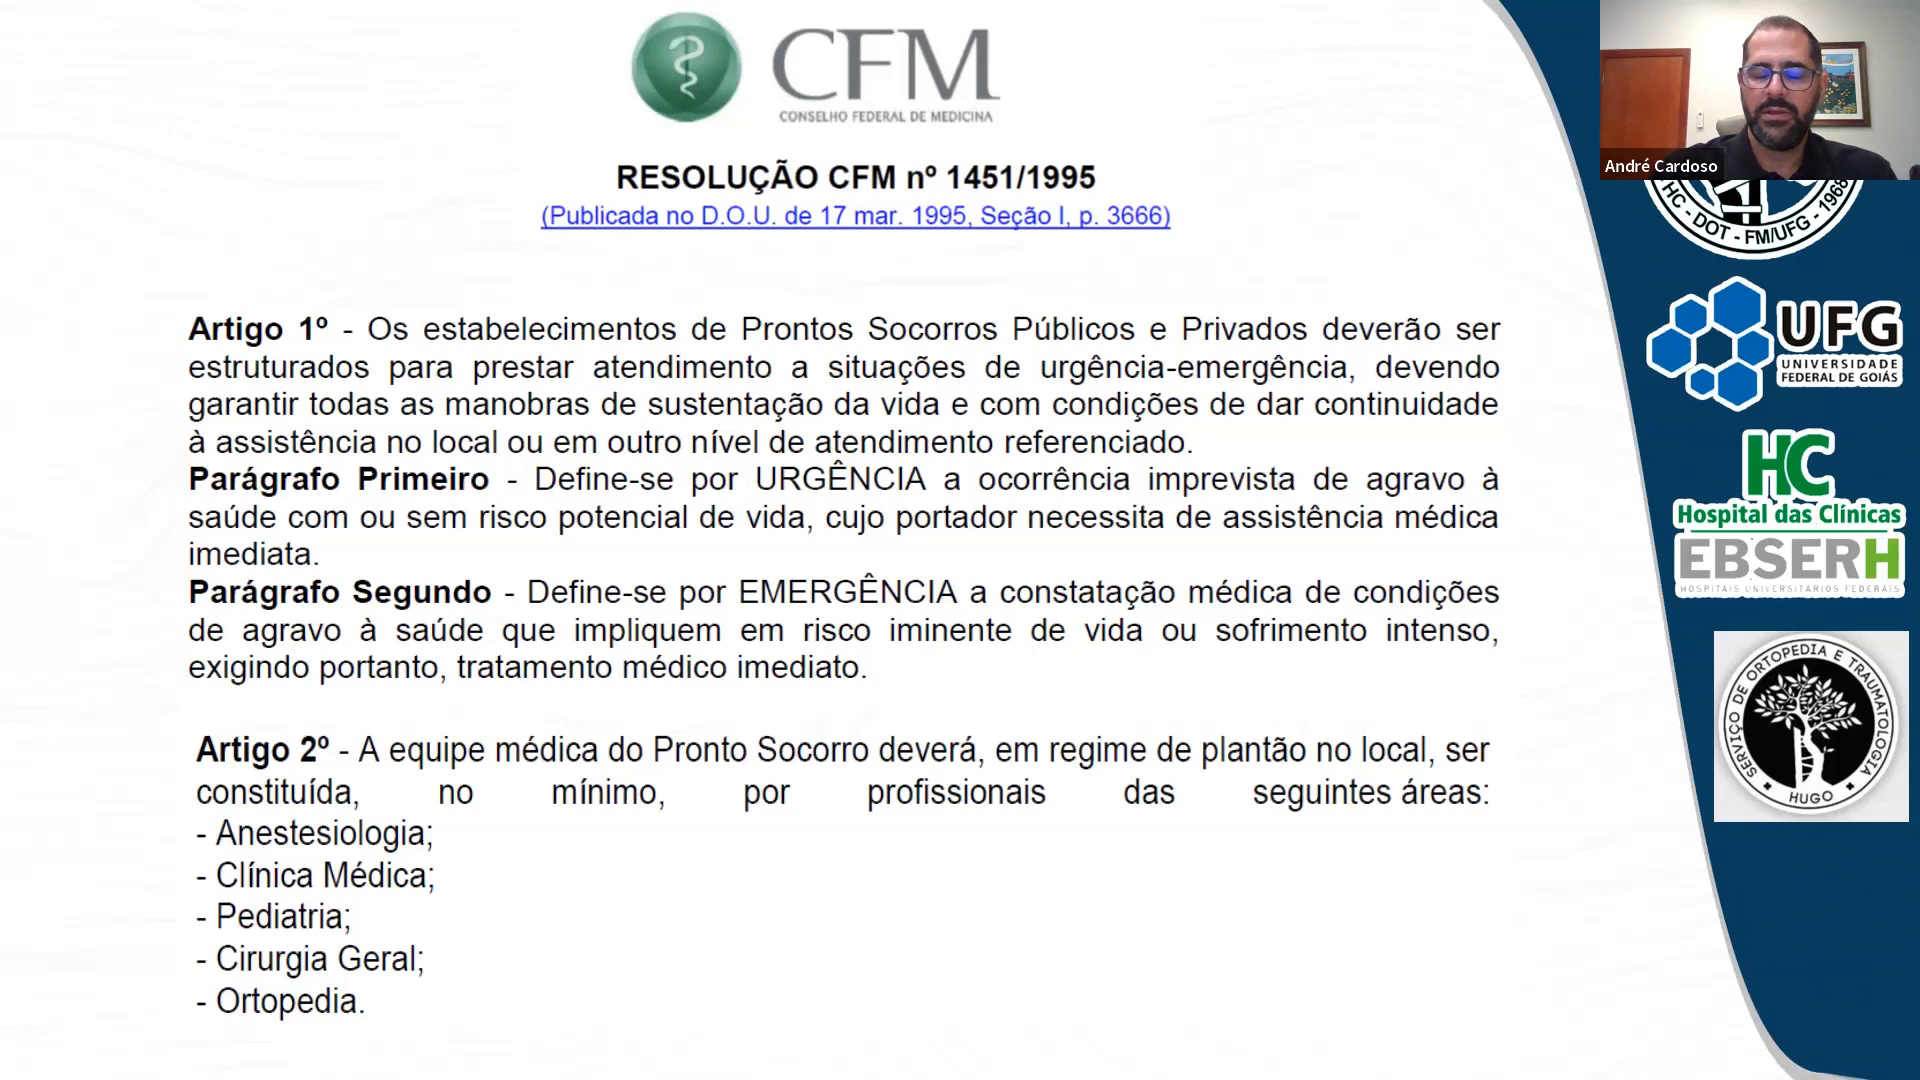 CFM
CONSELHO FEDERAL DE MEDICINA
RESOLUÇÃO CFM nº 1451/1995
(Publicada no D.O.U. de 17 mar. 1995, Seção I, p. 3666)
Artigo 1º - Os estabelecimentos de Prontos Socorros Públicos e Privados deverão ser
estruturados para prestar atendimento a situações de urgência-emergência, devendo
garantir todas as manobras de sustentação da vida e com condições de dar continuidade
à assistência no local ou em outro nível de atendimento referenciado.
Parágrafo Primeiro - Define-se por URGÊNCIA a ocorrência imprevista de agravo à
saúde com ou sem risco potencial de vida, cujo portador necessita de assistência médica
imediata.
Parágrafo Segundo - Define-se por EMERGÊNCIA a constatação médica de condições
de agravo à saúde que impliquem em risco iminente de vida ou sofrimento intenso,
exigindo portanto, tratamento médico imediato.
Artigo 2º - A equipe médica do Pronto Socorro deverá, em regime de plantão no local, ser
constituída, no mínimo, por profissionais das seguintes áreas:
- Anestesiologia;
- Clínica Médica;
- Pediatria;
- Cirurgia Geral;
- Ortopedia.
André Cardoso
HC - DOT - FM/UFG - 1968
UFG
UNIVERSIDADE
FEDERAL DE GOIÁS
HC
Hospital das Clínicas
EBSERH
HOSPITAIS UNIVERSITÁRIOS FEDERAIS
SERVIÇO DE ORTOPEDIA E TRAUMATOLOGIA
HUGO